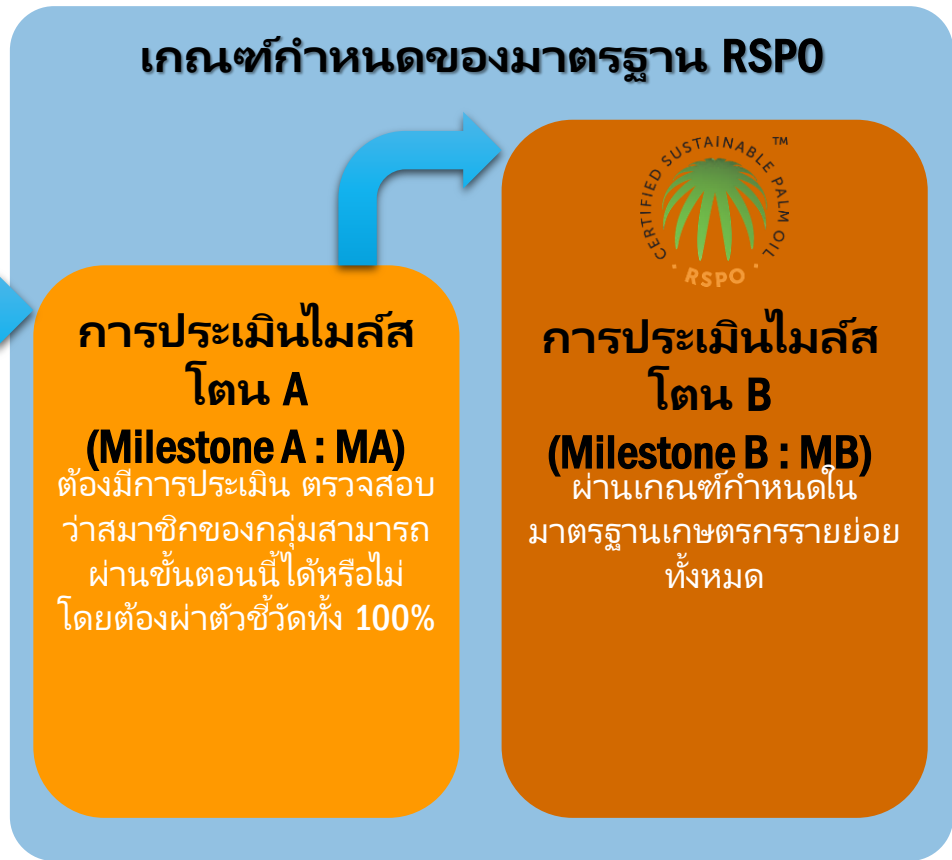 เกณฑ์กำหนดของมาตรฐาน RSPO
CERTIFIED SUSTAINABLE PALM OIL ™
· RSPO ·
การประเมินไมล์ส
โตน A
(Milestone A : MA)
ต้องมีการประเมิน ตรวจสอบ
ว่าสมาชิกของกลุ่มสามารถ
ผ่านขั้นตอนนี้ได้หรือไม่
โดยต้องผ่าตัวชี้วัดทั้ง 100%
การประเมินไมล์ส
โตน B
(Milestone B : MB)
ผ่านเกณฑ์กำหนดใน
มาตรฐานเกษตรกรรายย่อย
ทั้งหมด